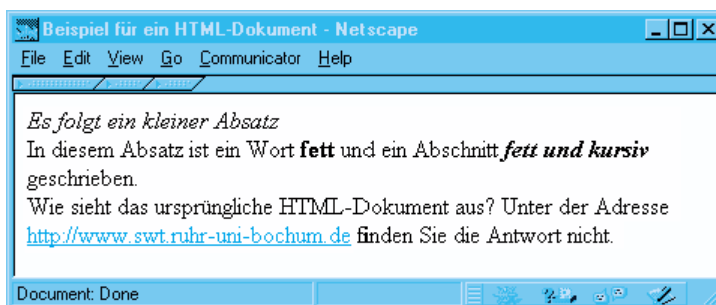 Beispiel für ein HTML-Dokument - Netscape
File Edit View Go Communicator Help
Es folgt ein kleiner Absatz
In diesem Absatz ist ein Wort fett und ein Abschnitt fett und kursiv
geschrieben.
Wie sieht das ursprüngliche HTML-Dokument aus? Unter der Adresse
http://www.swt.ruhr-uni-bochum.de finden Sie die Antwort nicht.
Document: Done